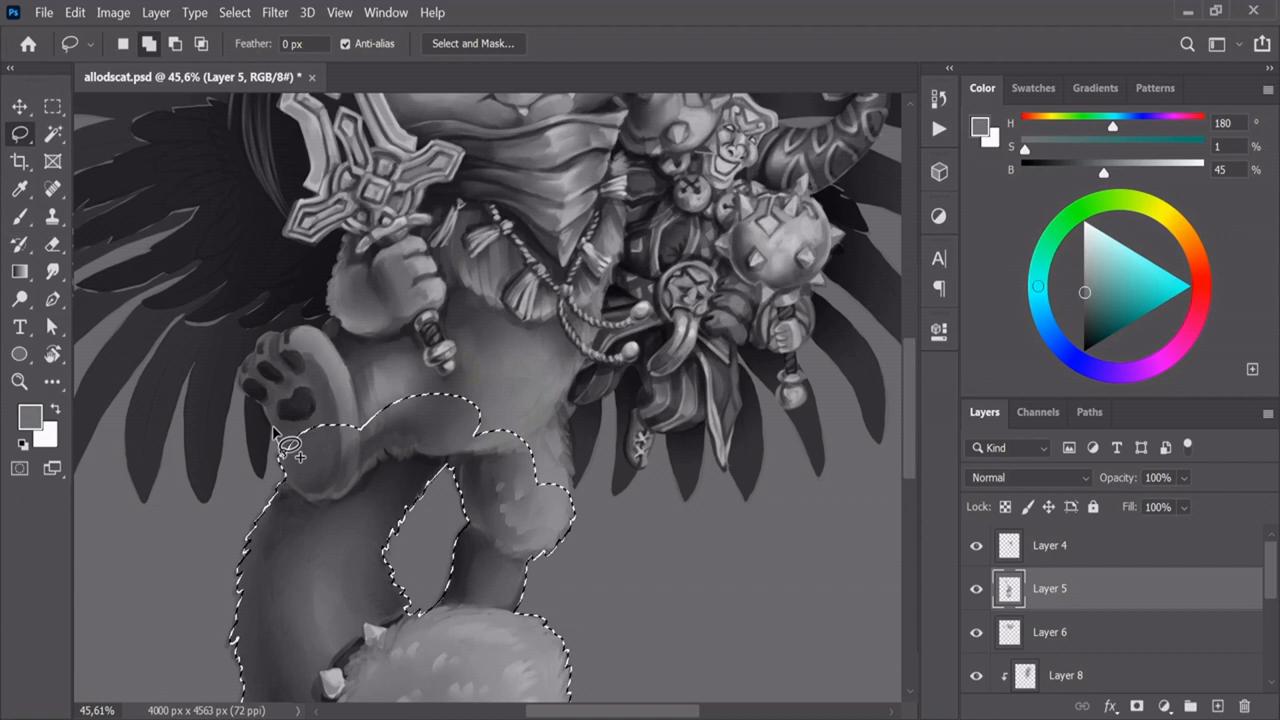 Ps File Edit Image Layer Type Select Filter 3D View Window Help
Feather: 0 px Anti-alias Select and Mask...
allodscat.psd @ 45,6% (Layer 5, RGB/8#) *
Color Swatches Gradients Patterns
H 180 °
S 1 %
B 45 %
Layers Channels Paths
Kind
Normal Opacity: 100%
Lock: Fill: 100%
Layer 4
Layer 5
Layer 6
Layer 8
fx
45,61% 4000 px x 4563 px (72 ppi)